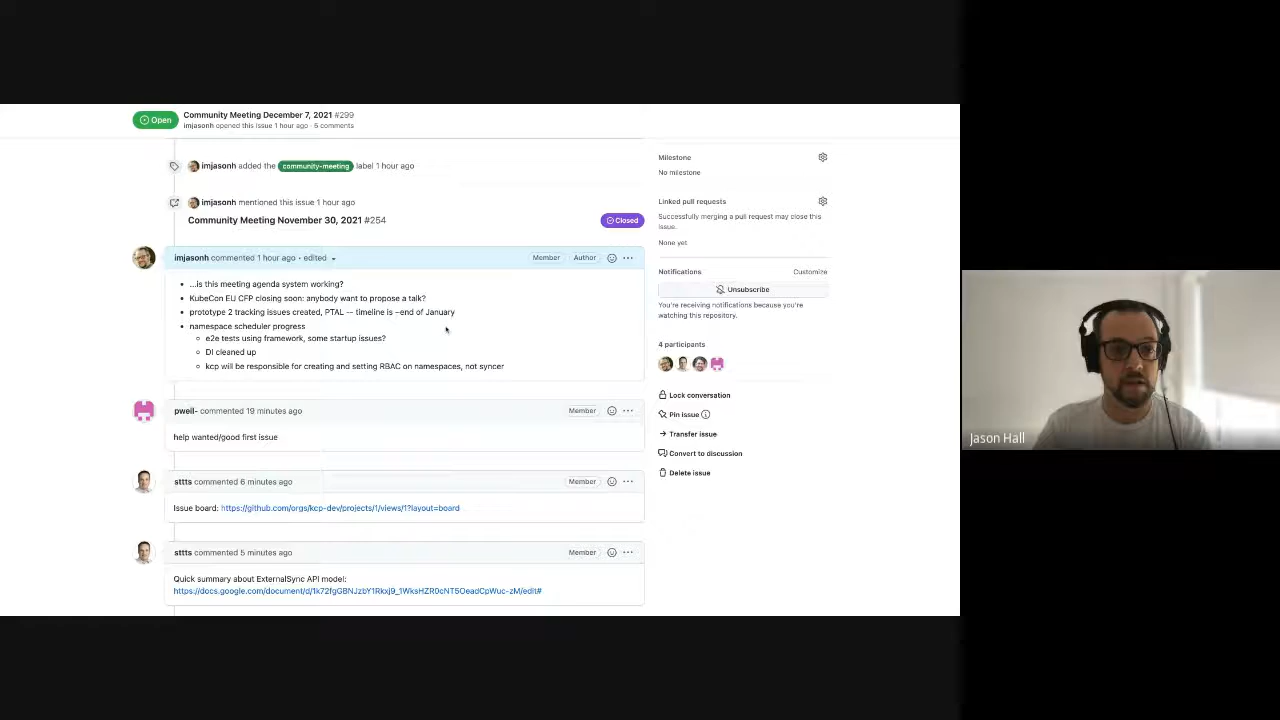 Open
Community Meeting December 7, 2021 #299
imjasonh opened this issue 1 hour ago · 6 comments
imjasonh added the community-meeting label 1 hour ago
imjasonh mentioned this issue 1 hour ago
Community Meeting November 30, 2021 #254
Closed
imjasonh commented 1 hour ago · edited
Member
Author
...is this meeting agenda system working?
KubeCon EU CFP closing soon: anybody want to propose a talk?
prototype 2 tracking issues created, PTAL -- timeline is ~end of January
namespace scheduler progress
e2e tests using framework, some startup issues?
DI cleaned up
kcp will be responsible for creating and setting RBAC on namespaces, not syncer
pweil- commented 19 minutes ago
Member
help wanted/good first issue
sttts commented 6 minutes ago
Member
Issue board: https://github.com/orgs/kcp-dev/projects/1/views/1?layout=board
sttts commented 5 minutes ago
Member
Quick summary about ExternalSync API model:
Milestone
No milestone
Linked pull requests
Successfully merging a pull request may close this
issue.
None yet
Notifications
Customize
Unsubscribe
You're receiving notifications because you're
watching this repository.
4 participants
Lock conversation
Pin issue
Transfer issue
Convert to discussion
Delete issue
Jason Hall